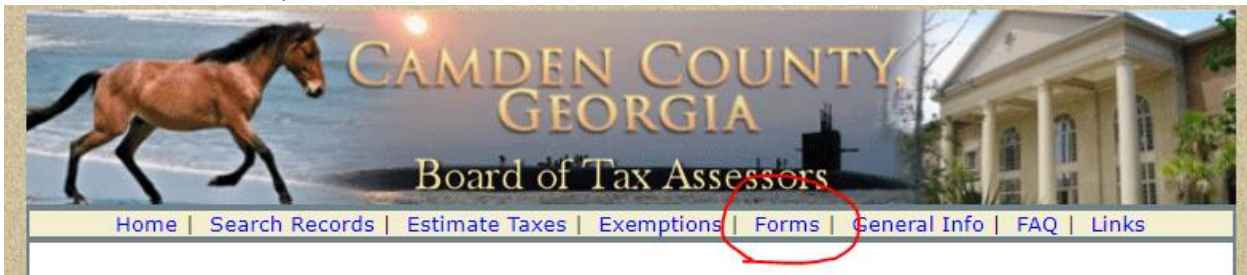 CAMDEN COUNTY,
GEORGIA
Board of Tax Assessors
Home | Search Records | Estimate Taxes | Exemptions | Forms | General Info | FAQ | Links